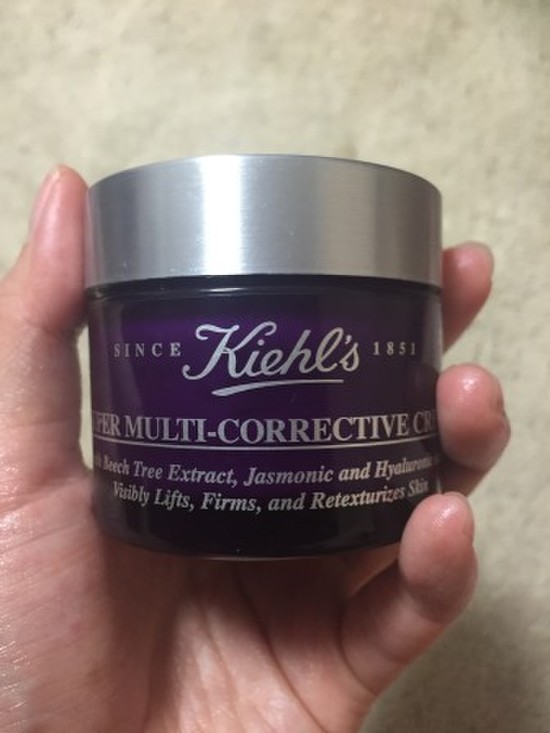 SINCE Kiehl's 1851
PER MULTI-CORRECTIVE CR
Beech Tree Extract, Jasmonic and Hyaluronic
Visibly Lifts, Firms, and Retexturizes Skin